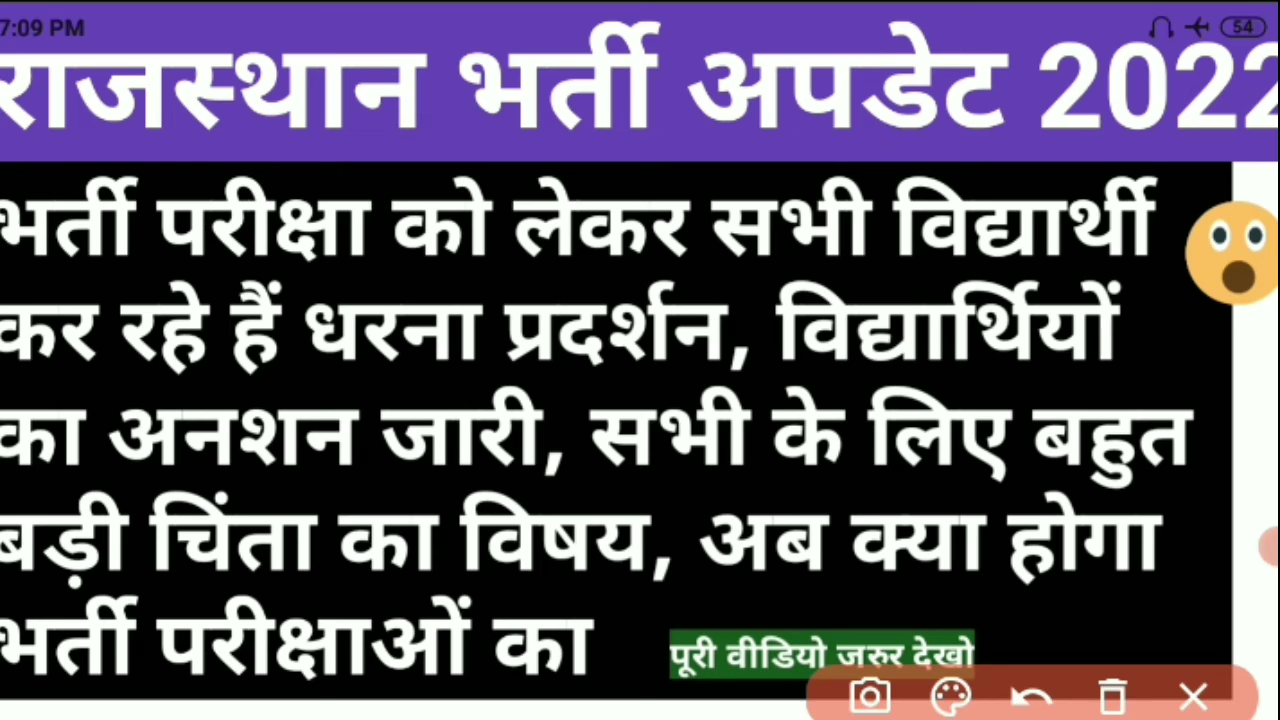 7:09 PM
54
राजस्थान भर्ती अपडेट 2022
भर्ती परीक्षा को लेकर सभी विद्यार्थी
कर रहे हैं धरना प्रदर्शन, विद्यार्थियों
का अनशन जारी, सभी के लिए बहुत
बड़ी चिंता का विषय, अब क्या होगा
भर्ती परीक्षाओं का
पूरी वीडियो जरुर देखो